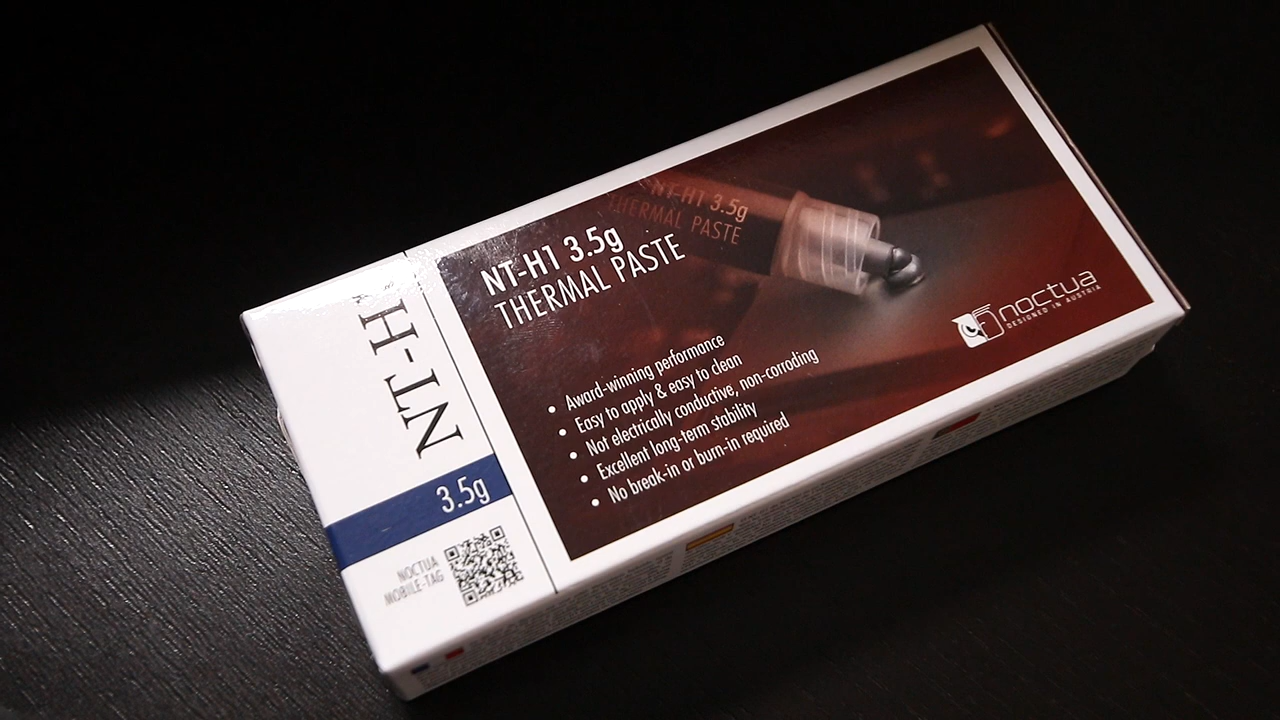 NT-H
3.5g
NOCTUA
MOBILE-TAG
NT-H1 3.5g
THERMAL PASTE
NT-H1 3.5g
THERMAL PASTE
• Award-winning performance
• Easy to apply & easy to clean
• Not electrically conductive, non-corroding
• Excellent long-term stability
• No break-in or burn-in required
noctua
DESIGNED IN AUSTRIA